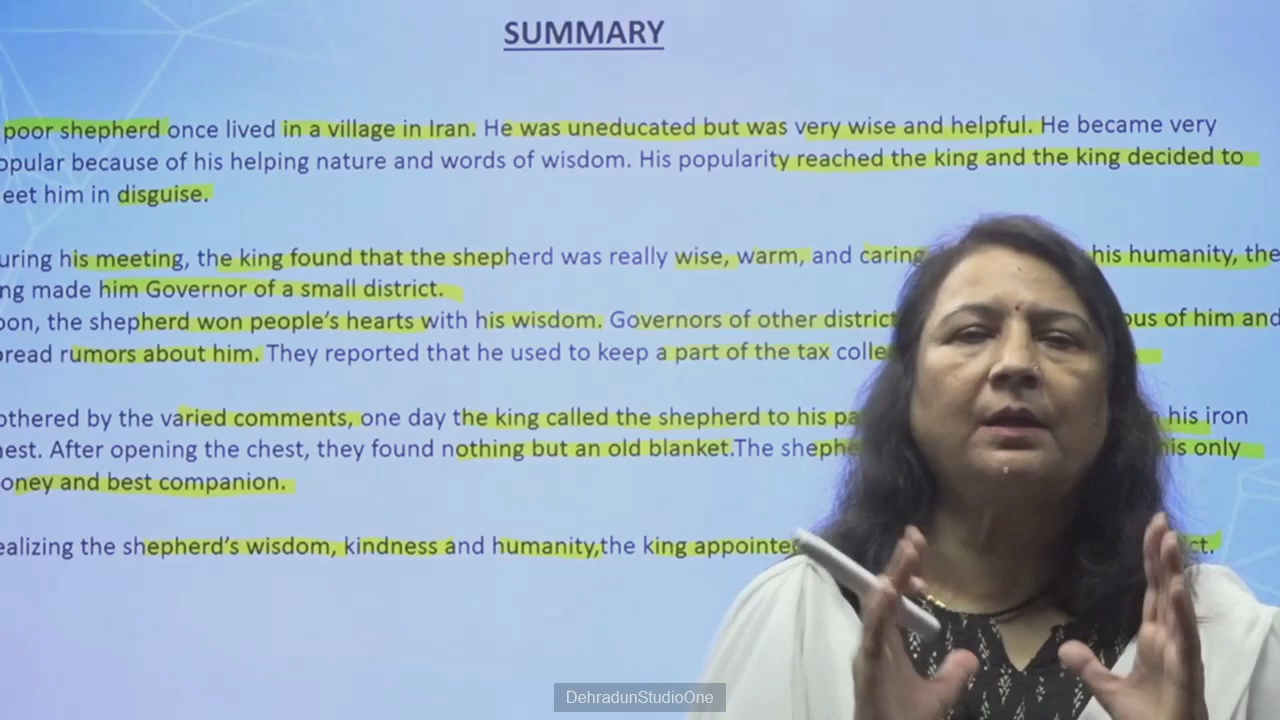 SUMMARY
poor shepherd once lived in a village in Iran. He was uneducated but was very wise and helpful. He became very
opular because of his helping nature and words of wisdom. His popularity reached the king and the king decided to
eet him in disguise.
uring his meeting, the king found that the shepherd was really wise, warm, and caring his humanity, the
ng made him Governor of a small district.
oon, the shepherd won people’s hearts with his wisdom. Governors of other district ous of him and
pread rumors about him. They reported that he used to keep a part of the tax colle
othered by the varied comments, one day the king called the shepherd to his pa his iron
hest. After opening the chest, they found nothing but an old blanket.The shephe his only
oney and best companion.
ealizing the shepherd’s wisdom, kindness and humanity,the king appointe ct.
DehradunStudioOne